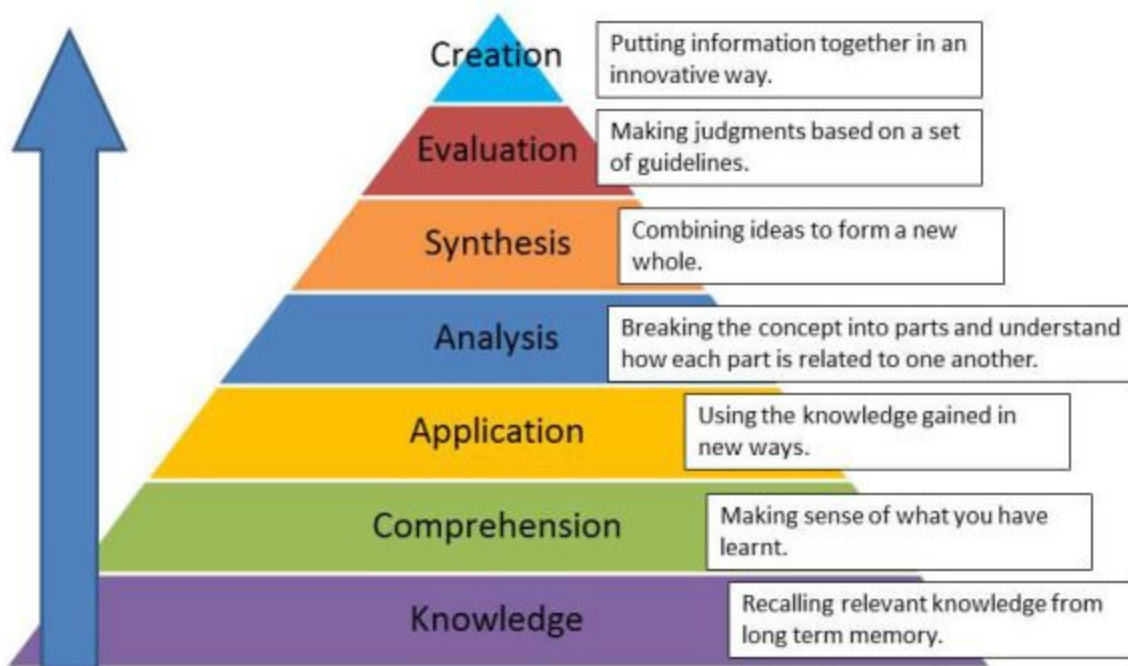 Creation
Putting information together in an
innovative way.
Evaluation
Making judgments based on a set
of guidelines.
Synthesis
Combining ideas to form a new
whole.
Analysis
Breaking the concept into parts and understand
how each part is related to one another.
Application
Using the knowledge gained in
new ways.
Comprehension
Making sense of what you have
learnt.
Knowledge
Recalling relevant knowledge from
long term memory.